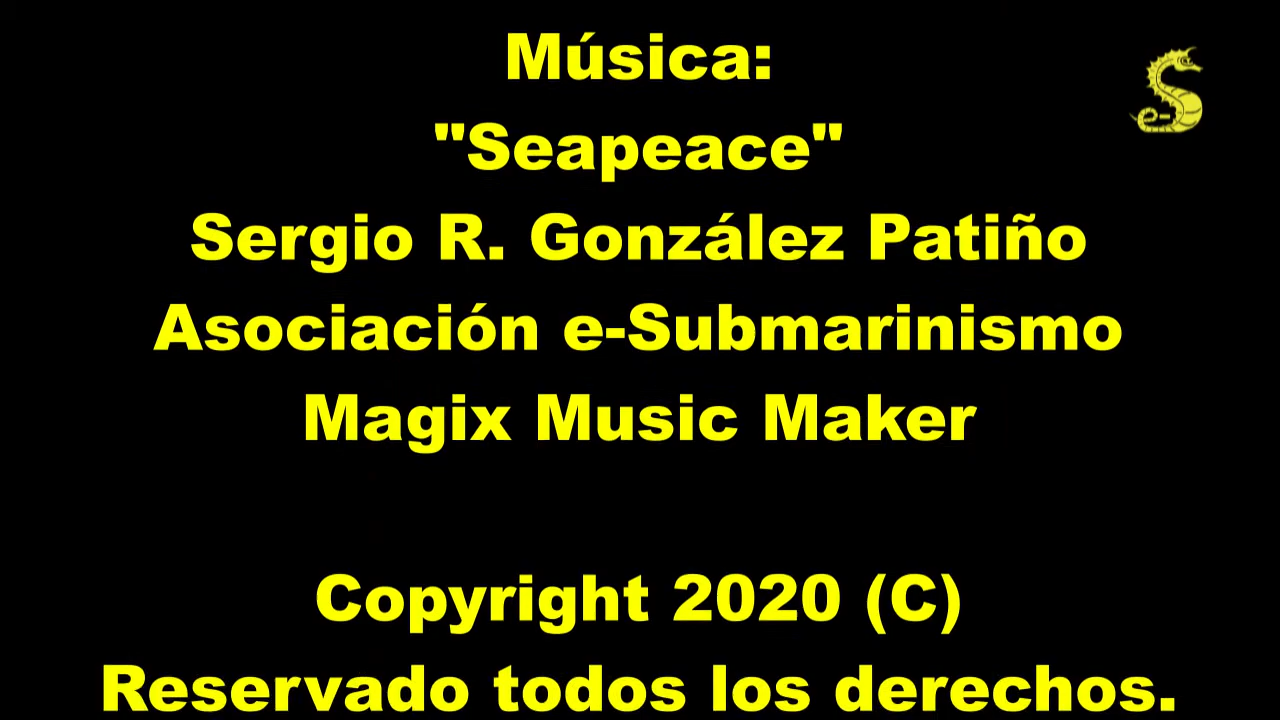 Música:
"Seapeace"
Sergio R. González Patiño
Asociación e-Submarinismo
Magix Music Maker
Copyright 2020 (C)
Reservado todos los derechos.
e-S